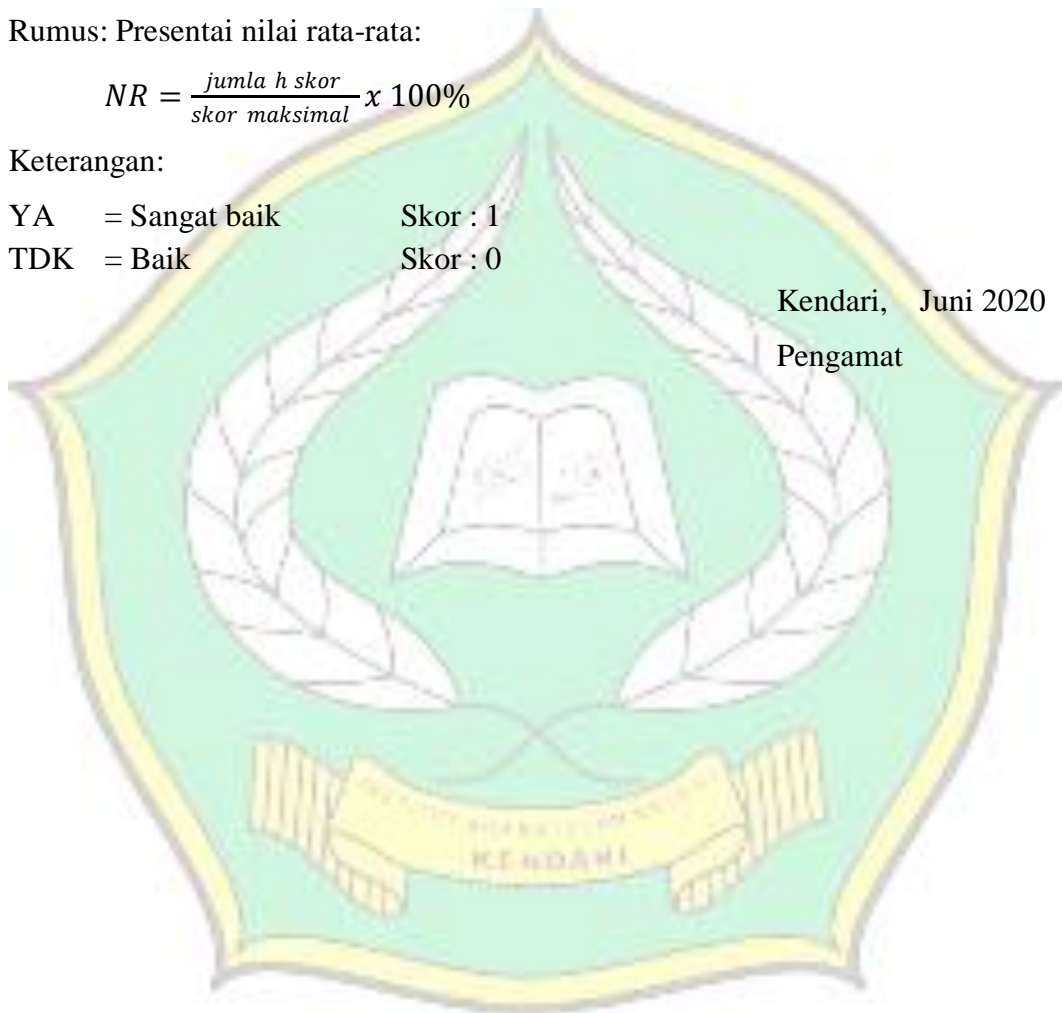 Rumus: Presentai nilai rata-rata:
NR = jumla h skor / skor maksimal x 100%
Keterangan:
YA = Sangat baik Skor : 1
TDK = Baik Skor : 0
Kendari, Juni 2020
Pengamat
KENDARI